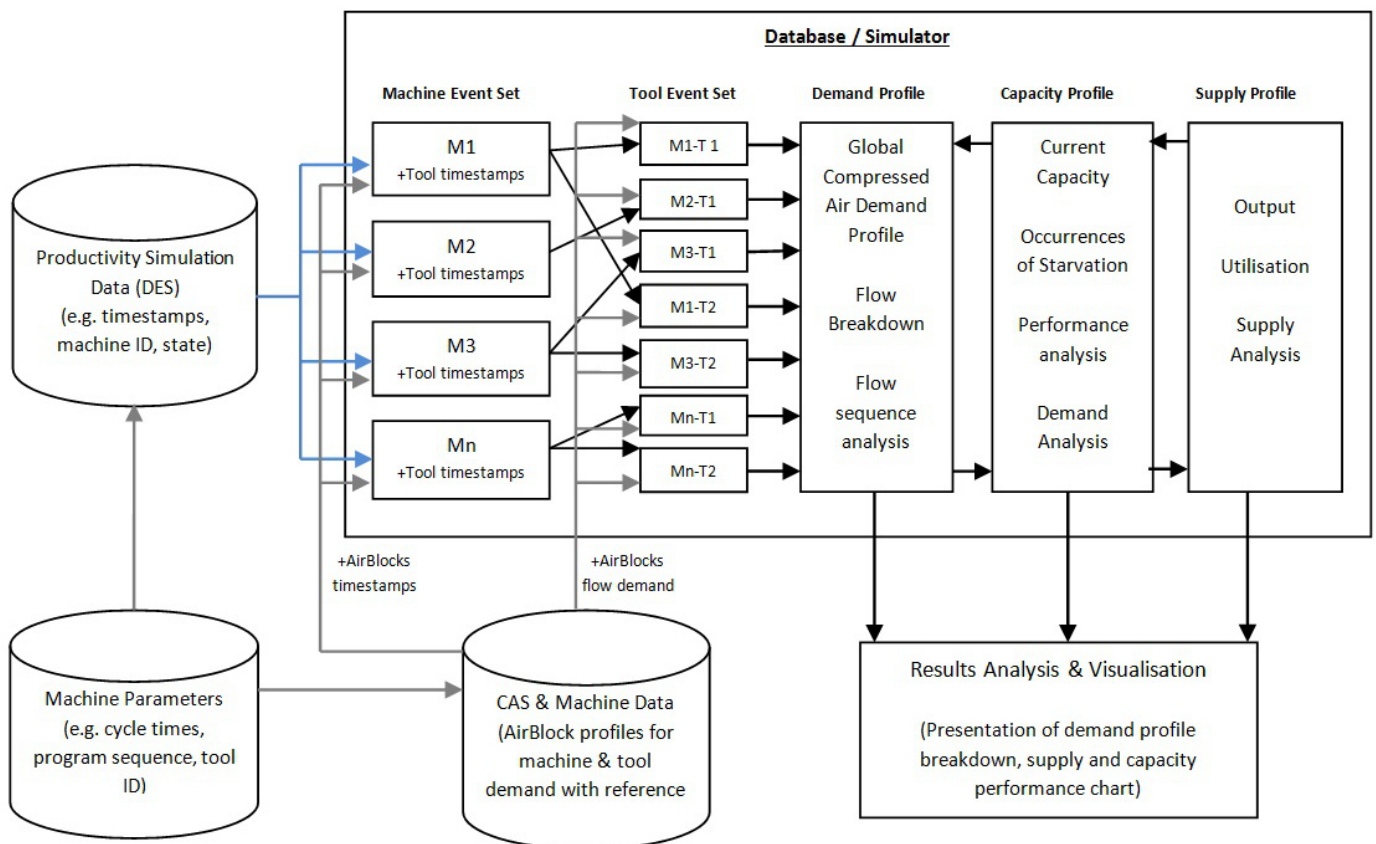 Database / Simulator
Machine Event Set
Tool Event Set
Demand Profile
Capacity Profile
Supply Profile
M1
+Tool timestamps
M2
+Tool timestamps
M3
+Tool timestamps
Mn
+Tool timestamps
M1-T 1
M2-T1
M3-T1
M1-T2
M3-T2
Mn-T1
Mn-T2
Global
Compressed
Air Demand
Profile
Flow
Breakdown
Flow
sequence
analysis
Current
Capacity
Occurrences
of Starvation
Performance
analysis
Demand
Analysis
Output
Utilisation
Supply
Analysis
Productivity Simulation
Data (DES)
(e.g. timestamps,
machine ID, state)
+AirBlocks
timestamps
+AirBlocks
flow demand
Machine Parameters
(e.g. cycle times,
program sequence, tool
ID)
CAS & Machine Data
(AirBlock profiles for
machine & tool
demand with reference
Results Analysis & Visualisation
(Presentation of demand profile
breakdown, supply and capacity
performance chart)